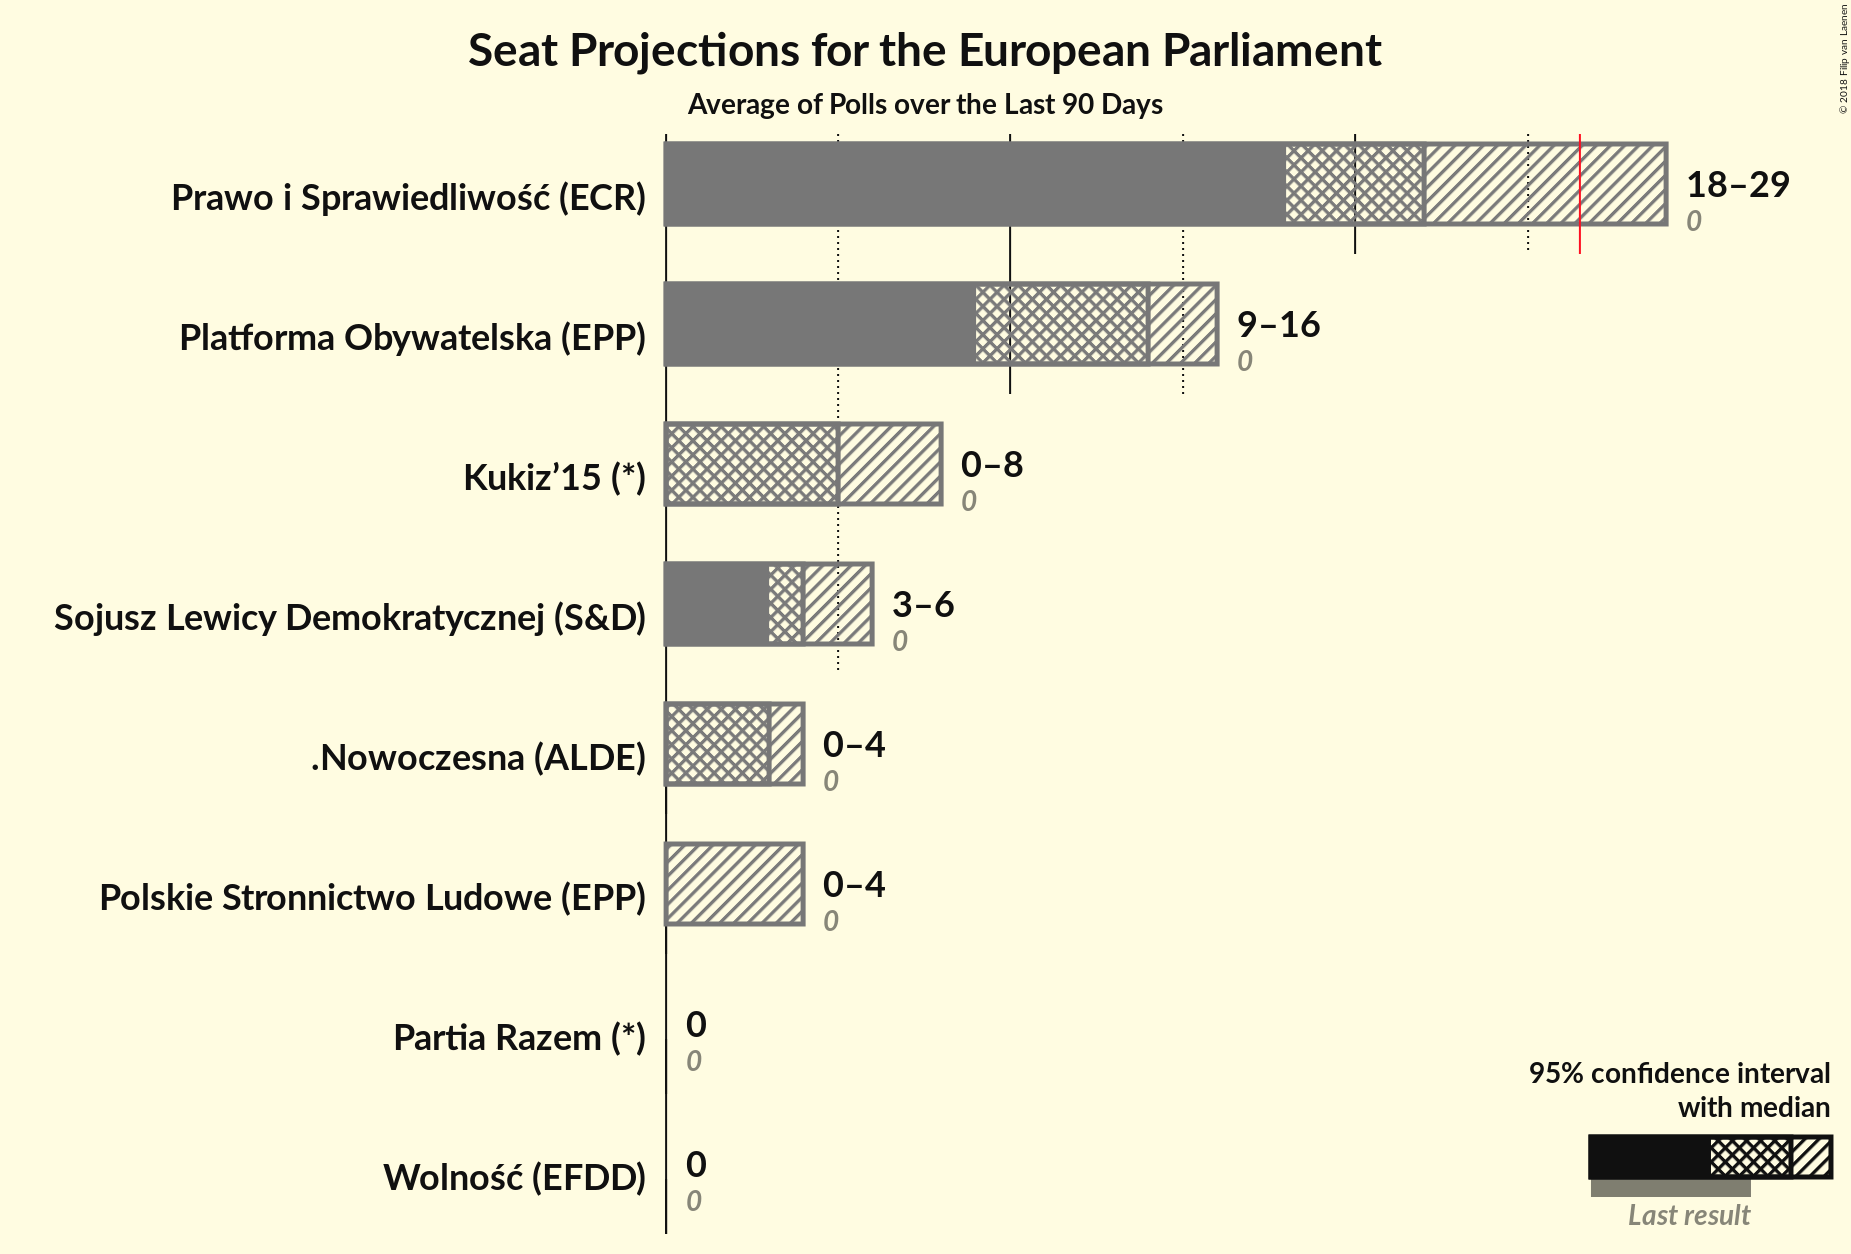 Seat Projections for the European Parliament
Average of Polls over the Last 90 Days
© 2018 Filip van Laenen
Prawo i Sprawiedliwość (ECR)
18–29
0
Platforma Obywatelska (EPP)
9–16
0
Kukiz’15 (*)
0–8
0
Sojusz Lewicy Demokratycznej (S&D)
3–6
0
.Nowoczesna (ALDE)
0–4
0
Polskie Stronnictwo Ludowe (EPP)
0–4
0
Partia Razem (*)
0
0
Wolność (EFDD)
0
0
95% confidence interval
with median
Last result